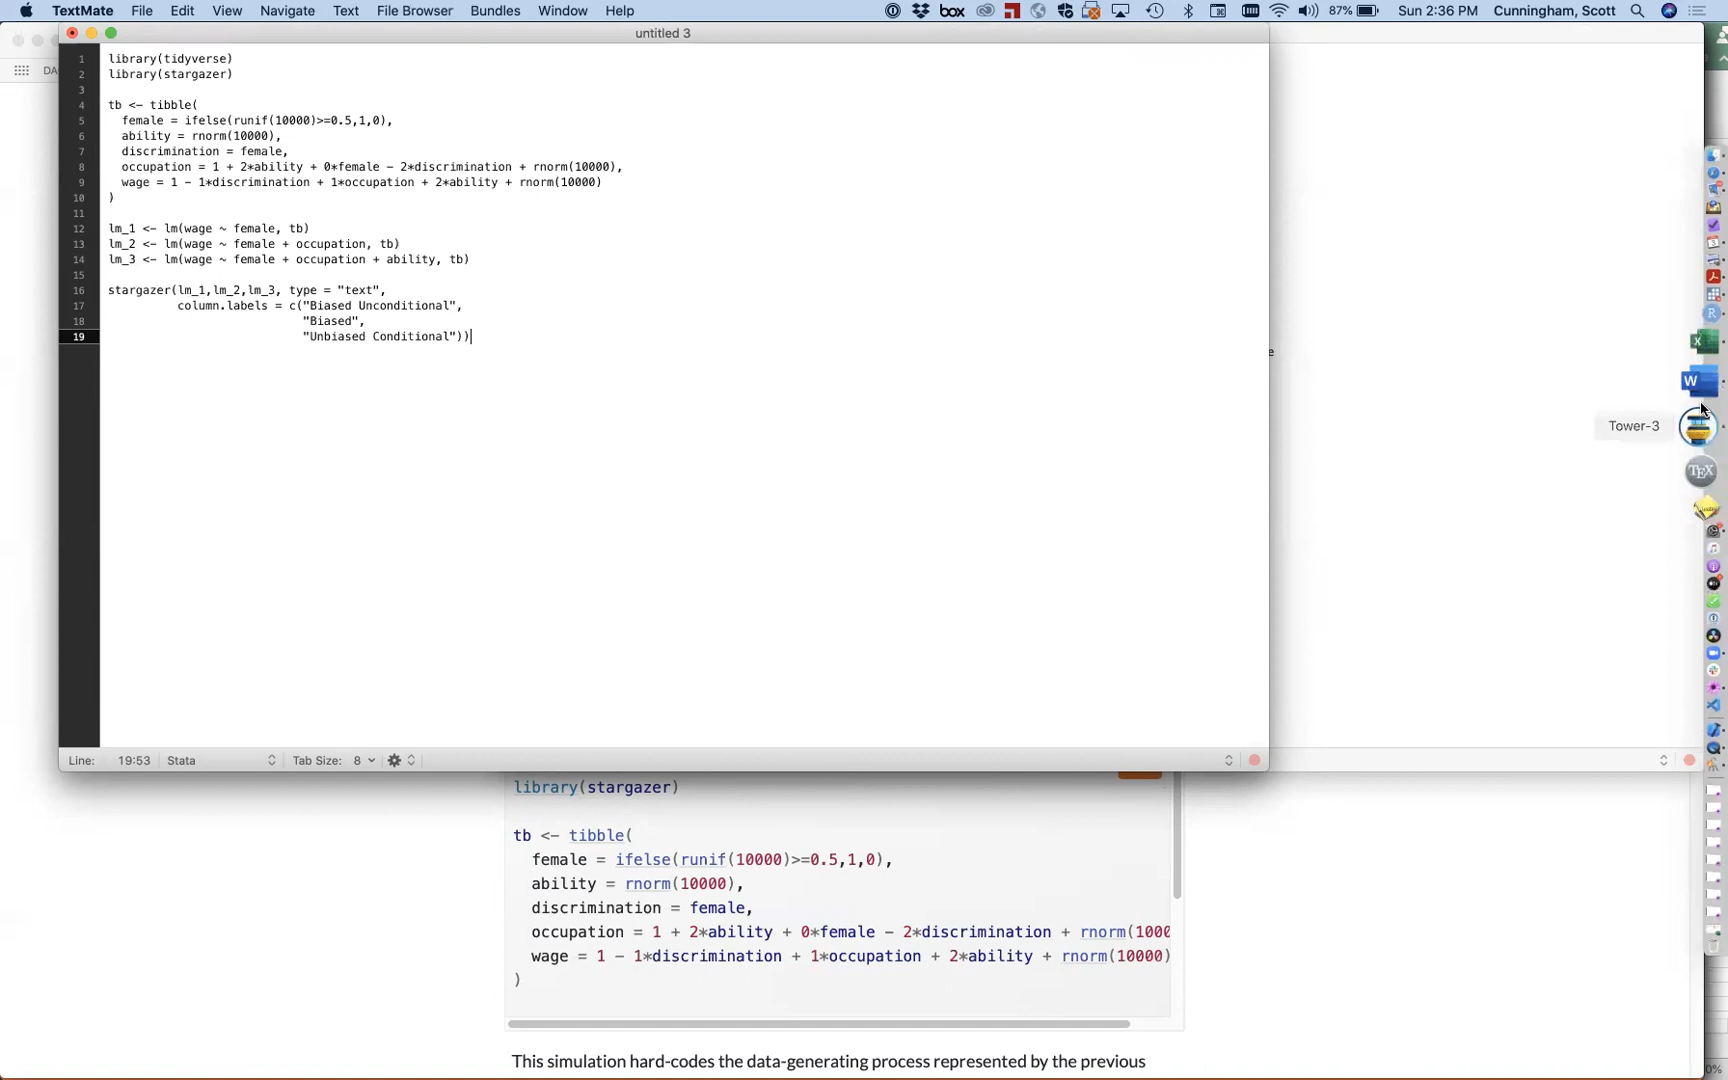 TextMate File Edit View Navigate Text File Browser Bundles Window Help box 87% Sun 2:36 PM Cunningham, Scott
untitled 3
DA
1 library(tidyverse)
2 library(stargazer)
3
4 tb <- tibble(
5 female = ifelse(runif(10000)>=0.5,1,0),
6 ability = rnorm(10000),
7 discrimination = female,
8 occupation = 1 + 2*ability + 0*female - 2*discrimination + rnorm(10000),
9 wage = 1 - 1*discrimination + 1*occupation + 2*ability + rnorm(10000)
10 )
11
12 lm_1 <- lm(wage ~ female, tb)
13 lm_2 <- lm(wage ~ female + occupation, tb)
14 lm_3 <- lm(wage ~ female + occupation + ability, tb)
15
16 stargazer(lm_1,lm_2,lm_3, type = "text",
17 column.labels = c("Biased Unconditional",
18 "Biased",
19 "Unbiased Conditional"))
e
W
Tower-3
TEX
Line: 19:53 Stata Tab Size: 8
library(stargazer)
tb <- tibble(
female = ifelse(runif(10000)>=0.5,1,0),
ability = rnorm(10000),
discrimination = female,
occupation = 1 + 2*ability + 0*female - 2*discrimination + rnorm(1000
wage = 1 - 1*discrimination + 1*occupation + 2*ability + rnorm(10000)
)
This simulation hard-codes the data-generating process represented by the previous
0%